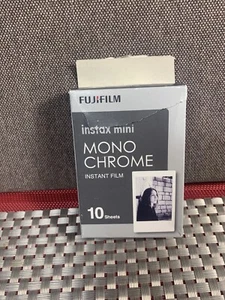 FUJIFILM
instax mini
MONO
CHROME
INSTANT FILM
10 Sheets